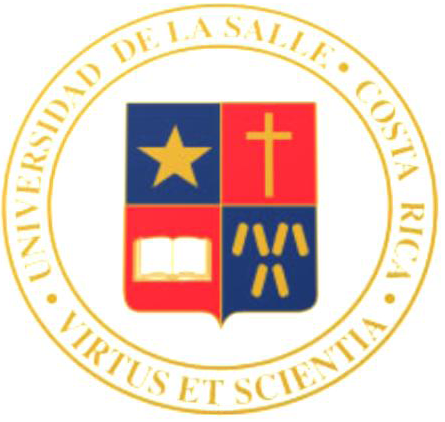 UNIVERSIDAD DE LA SALLE • COSTA RICA •
VIRTUS ET SCIENTIA •